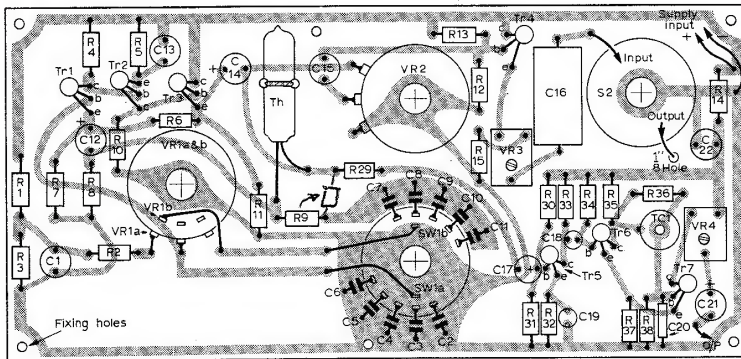 R4
R5
C13
Tr1
Tr2
Tr3
c
b
e
c
b
e
c
b
e
+
C14
Th
C15
VR2
R13
Tr4
c
b
e
R12
C16
Input
S2
Supply
input
+
−
R14
Output
1/8" Hole
C22
+
C12
R10
R6
VR1a&b
R1
R7
R8
VR1b
VR1a
R11
R9
R29
R15
VR3
C7
C8
C9
C10
C11
SW1b
SW1a
C6
C5
C4
C3
C2
C17
+
R3
C1
R2
R30
R33
R34
R35
R36
C18
Tr5
c
b
e
Tr6
c
b
e
TC1
VR4
Tr7
c
b
e
R31
R32
C19
R37
R38
C20
C21
O/P
Fixing holes